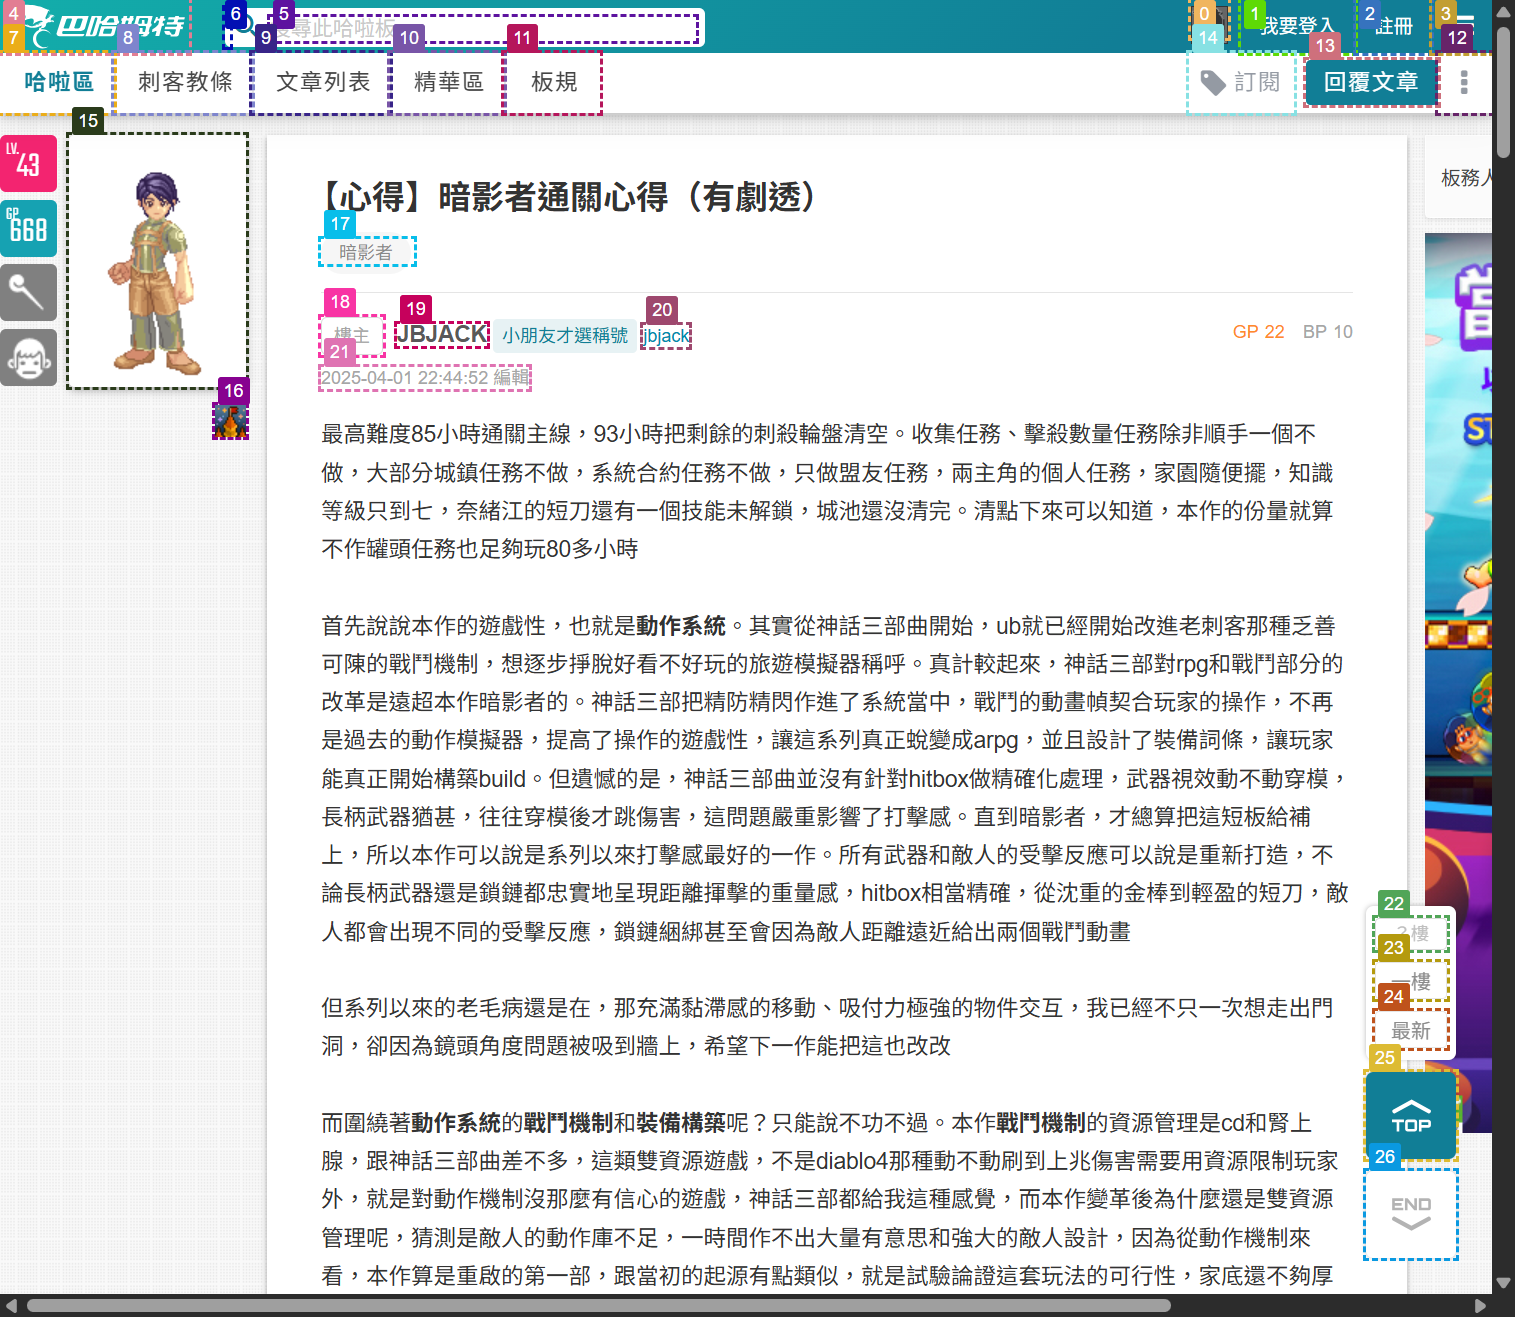 巴哈姆特
搜尋此哈啦板
我要登入
註冊
哈啦區
刺客教條
文章列表
精華區
板規
訂閱
回覆文章
LV.
43
GP
668
板務人
【心得】暗影者通關心得（有劇透）
暗影者
樓主 JBJACK 小朋友才選稱號 jbjack
GP 22 BP 10
2025-04-01 22:44:52 編輯
最高難度85小時通關主線，93小時把剩餘的刺殺輪盤清空。收集任務、擊殺數量任務除非順手一個不
做，大部分城鎮任務不做，系統合約任務不做，只做盟友任務，兩主角的個人任務，家園隨便擺，知識
等級只到七，奈緒江的短刀還有一個技能未解鎖，城池還沒清完。清點下來可以知道，本作的份量就算
不作罐頭任務也足夠玩80多小時
首先說說本作的遊戲性，也就是動作系統。其實從神話三部曲開始，ub就已經開始改進老刺客那種乏善
可陳的戰鬥機制，想逐步掙脫好看不好玩的旅遊模擬器稱呼。真計較起來，神話三部對rpg和戰鬥部分的
改革是遠超本作暗影者的。神話三部把精防精閃作進了系統當中，戰鬥的動畫幀契合玩家的操作，不再
是過去的動作模擬器，提高了操作的遊戲性，讓這系列真正蛻變成arpg，並且設計了裝備詞條，讓玩家
能真正開始構築build。但遺憾的是，神話三部曲並沒有針對hitbox做精確化處理，武器視效動不動穿模，
長柄武器猶甚，往往穿模後才跳傷害，這問題嚴重影響了打擊感。直到暗影者，才總算把這短板給補
上，所以本作可以說是系列以來打擊感最好的一作。所有武器和敵人的受擊反應可以說是重新打造，不
論長柄武器還是鎖鏈都忠實地呈現距離揮擊的重量感，hitbox相當精確，從沈重的金棒到輕盈的短刀，敵
人都會出現不同的受擊反應，鎖鏈綑綁甚至會因為敵人距離遠近給出兩個戰鬥動畫
但系列以來的老毛病還是在，那充滿黏滯感的移動、吸付力極強的物件交互，我已經不只一次想走出門
洞，卻因為鏡頭角度問題被吸到牆上，希望下一作能把這也改改
而圍繞著動作系統的戰鬥機制和裝備構築呢？只能說不功不過。本作戰鬥機制的資源管理是cd和腎上
腺，跟神話三部曲差不多，這類雙資源遊戲，不是diablo4那種動不動刷到上兆傷害需要用資源限制玩家
外，就是對動作機制沒那麼有信心的遊戲，神話三部都給我這種感覺，而本作變革後為什麼還是雙資源
管理呢，猜測是敵人的動作庫不足，一時間作不出大量有意思和強大的敵人設計，因為從動作機制來
看，本作算是重啟的第一部，跟當初的起源有點類似，就是試驗論證這套玩法的可行性，家底還不夠厚
樓
一樓
最新
TOP
END
0
1
2
3
4
5
6
7
8
9
10
11
12
13
14
15
16
17
18
19
20
21
22
23
24
25
26